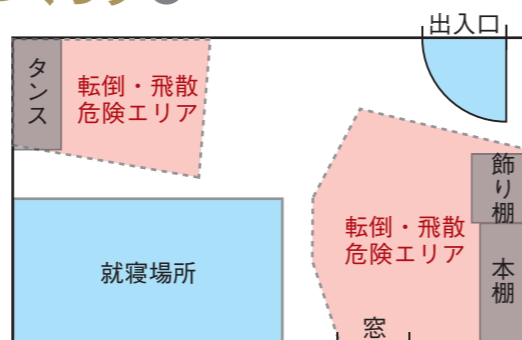 出入口
タンス
転倒・飛散
危険エリア
飾り棚
転倒・飛散
危険エリア
本棚
就寝場所
窓